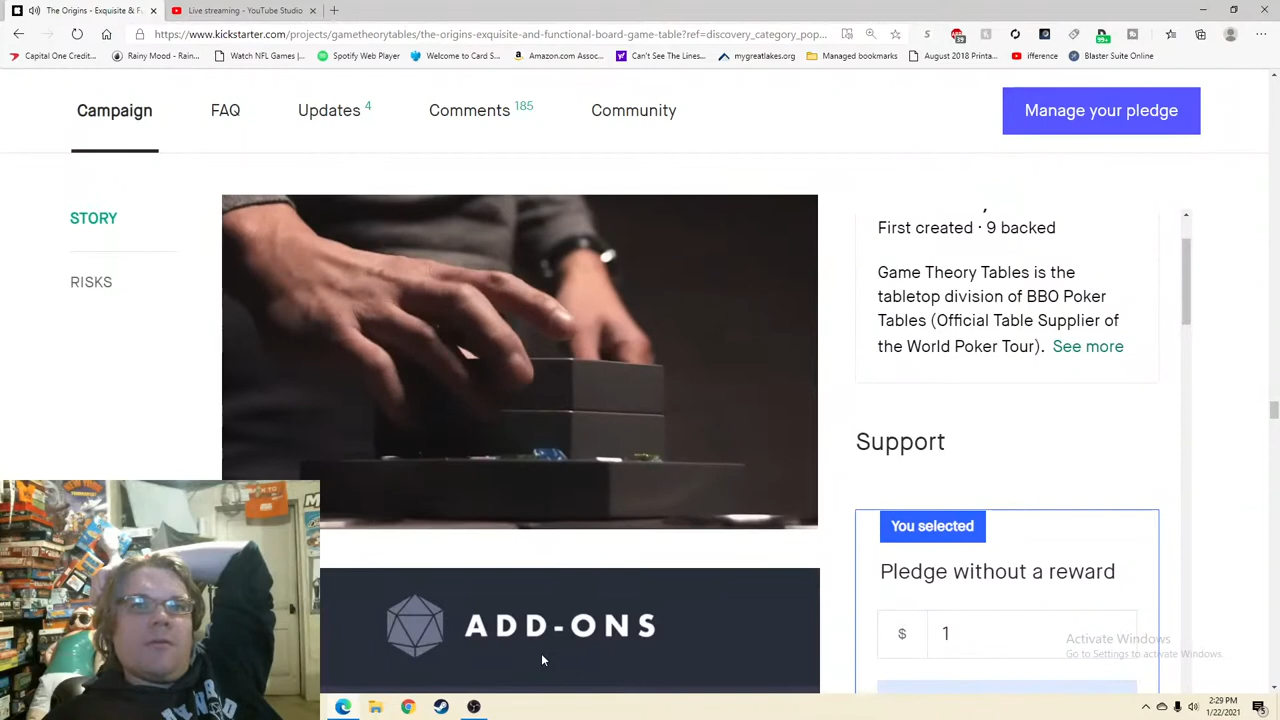 The Origins - Exquisite & F
Live streaming - YouTube Studio
https://www.kickstarter.com/projects/gametheorytables/the-origins-exquisite-and-functional-board-game-table?ref=discovery_category_pop...
Capital One Credit...
Rainy Mood - Rain...
Watch NFL Games |...
Spotify Web Player
Welcome to Card S...
Amazon.com Assoc...
Can't See the Lines...
mygreatlakes.org
Managed bookmarks
August 2018 Printa...
ifference
Blaster Suite Online
Campaign
FAQ
Updates 4
Comments 185
Community
Manage your pledge
STORY
RISKS
First created · 9 backed
Game Theory Tables is the
tabletop division of BBO Poker
Tables (Official Table Supplier of
the World Poker Tour). See more
Support
You selected
Pledge without a reward
$ 1
ADD-ONS
Activate Windows
Go to Settings to activate Windows.
2:29 PM
1/22/2021